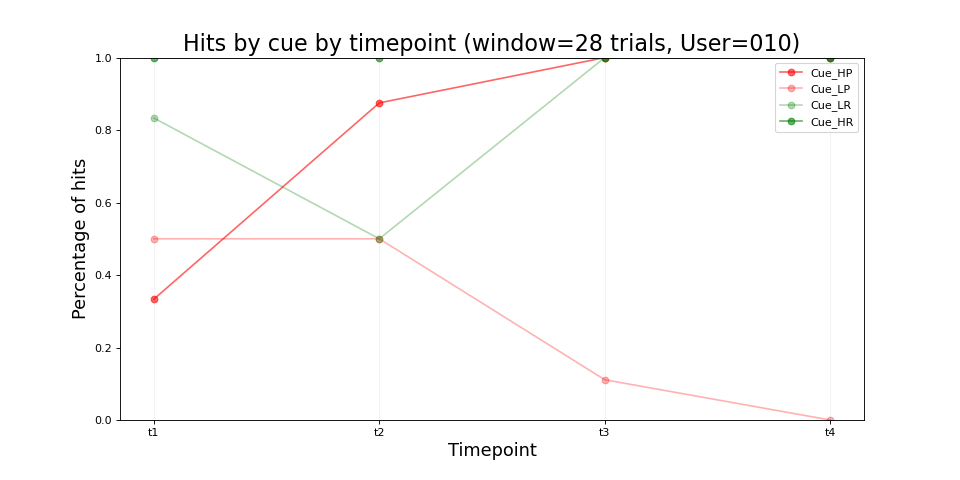 Hits by cue by timepoint (window=28 trials, User=010)
1.0
0.8
0.6
0.4
0.2
0.0
Percentage of hits
Cue_HP
Cue_LP
Cue_LR
Cue_HR
t1
t2
t3
t4
Timepoint